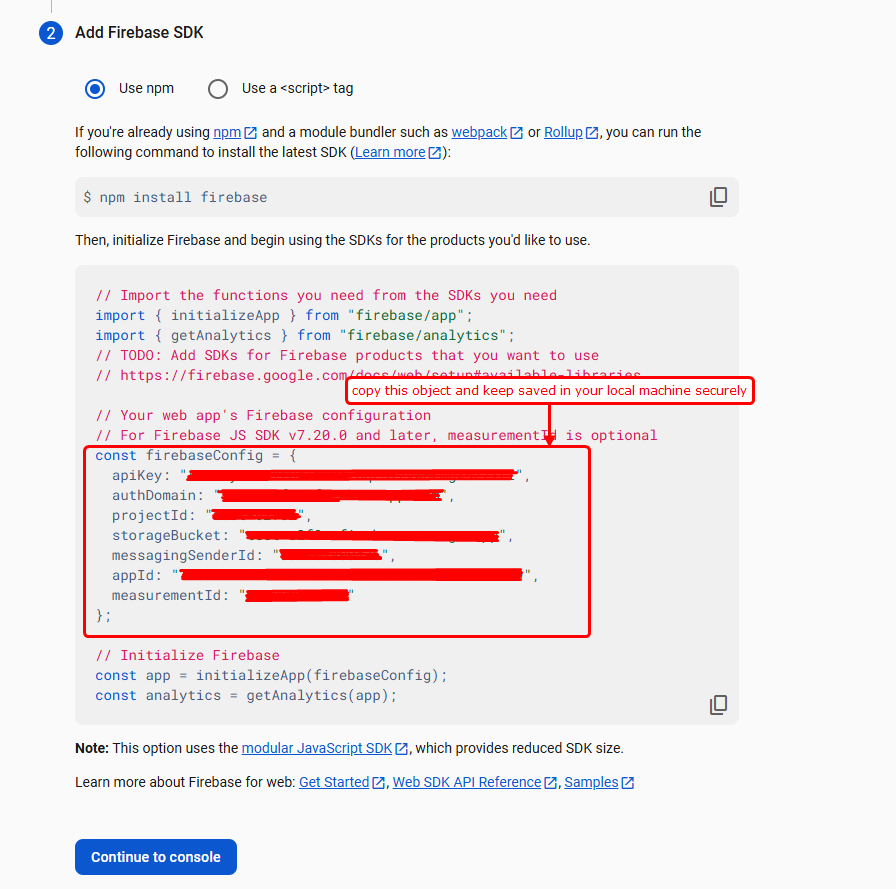 2 Add Firebase SDK
Use npm Use a <script> tag
If you're already using npm and a module bundler such as webpack or Rollup, you can run the
following command to install the latest SDK (Learn more):
$ npm install firebase
Then, initialize Firebase and begin using the SDKs for the products you'd like to use.
// Import the functions you need from the SDKs you need
import { initializeApp } from "firebase/app";
import { getAnalytics } from "firebase/analytics";
// TODO: Add SDKs for Firebase products that you want to use
// https://firebase.google.com/docs/web/setup#available-libraries
copy this object and keep saved in your local machine securely
// Your web app's Firebase configuration
// For Firebase JS SDK v7.20.0 and later, measurementId is optional
const firebaseConfig = {
apiKey: "",
authDomain: "",
projectId: "",
storageBucket: "",
messagingSenderId: "",
appId: "",
measurementId: ""
};
// Initialize Firebase
const app = initializeApp(firebaseConfig);
const analytics = getAnalytics(app);
Note: This option uses the modular JavaScript SDK, which provides reduced SDK size.
Learn more about Firebase for web: Get Started, Web SDK API Reference, Samples
Continue to console